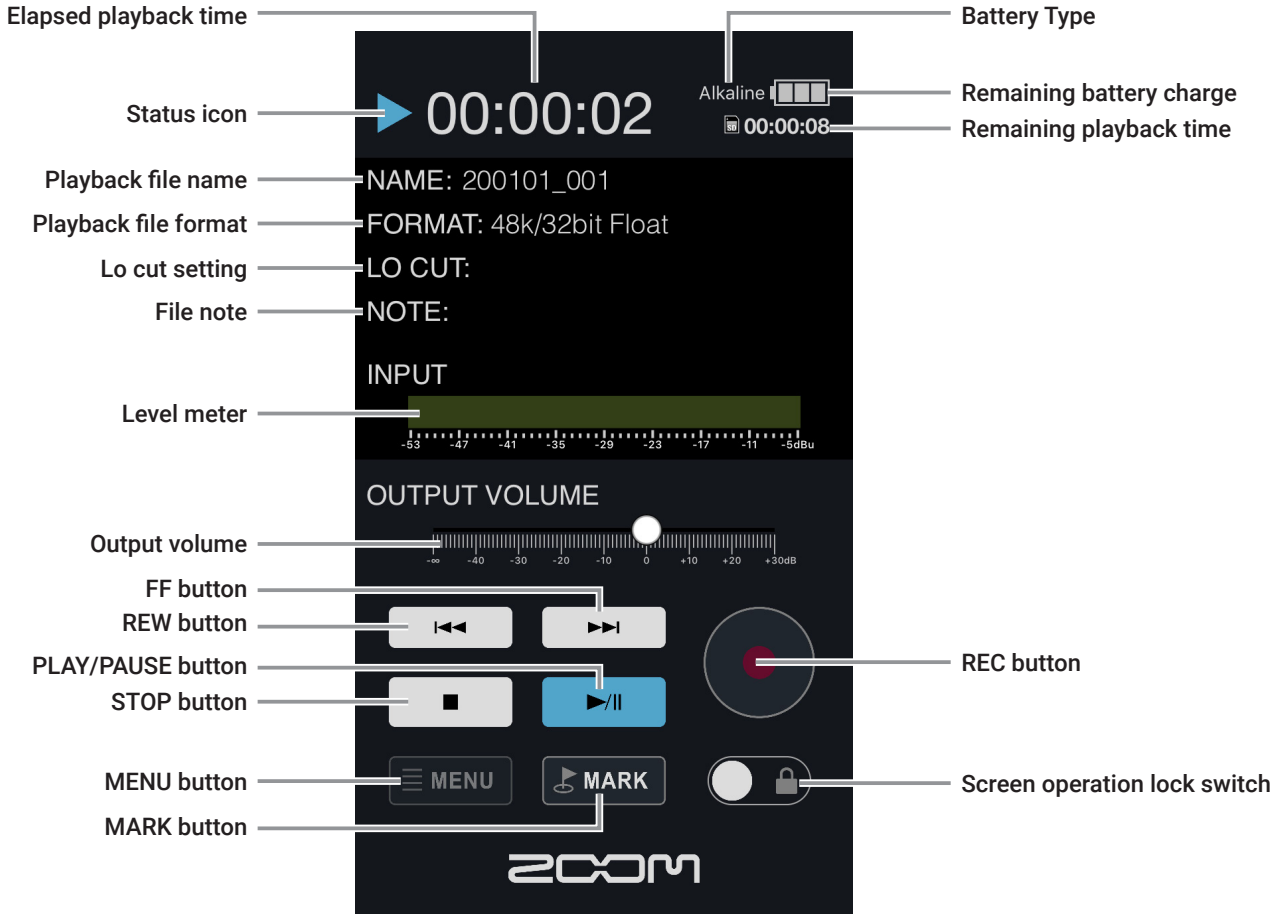 Elapsed playback time
Battery Type
Status icon
00:00:02
Alkaline
Remaining battery charge
SD 00:00:08
Remaining playback time
Playback file name
NAME: 200101_001
Playback file format
FORMAT: 48k/32bit Float
Lo cut setting
LO CUT:
File note
NOTE:
INPUT
Level meter
-53 -47 -41 -35 -29 -23 -17 -11 -5dBu
OUTPUT VOLUME
Output volume
-∞ -40 -30 -20 -10 0 +10 +20 +30dB
FF button
REW button
PLAY/PAUSE button
STOP button
REC button
MENU button
MENU
MARK
Screen operation lock switch
MARK button
ZOOM